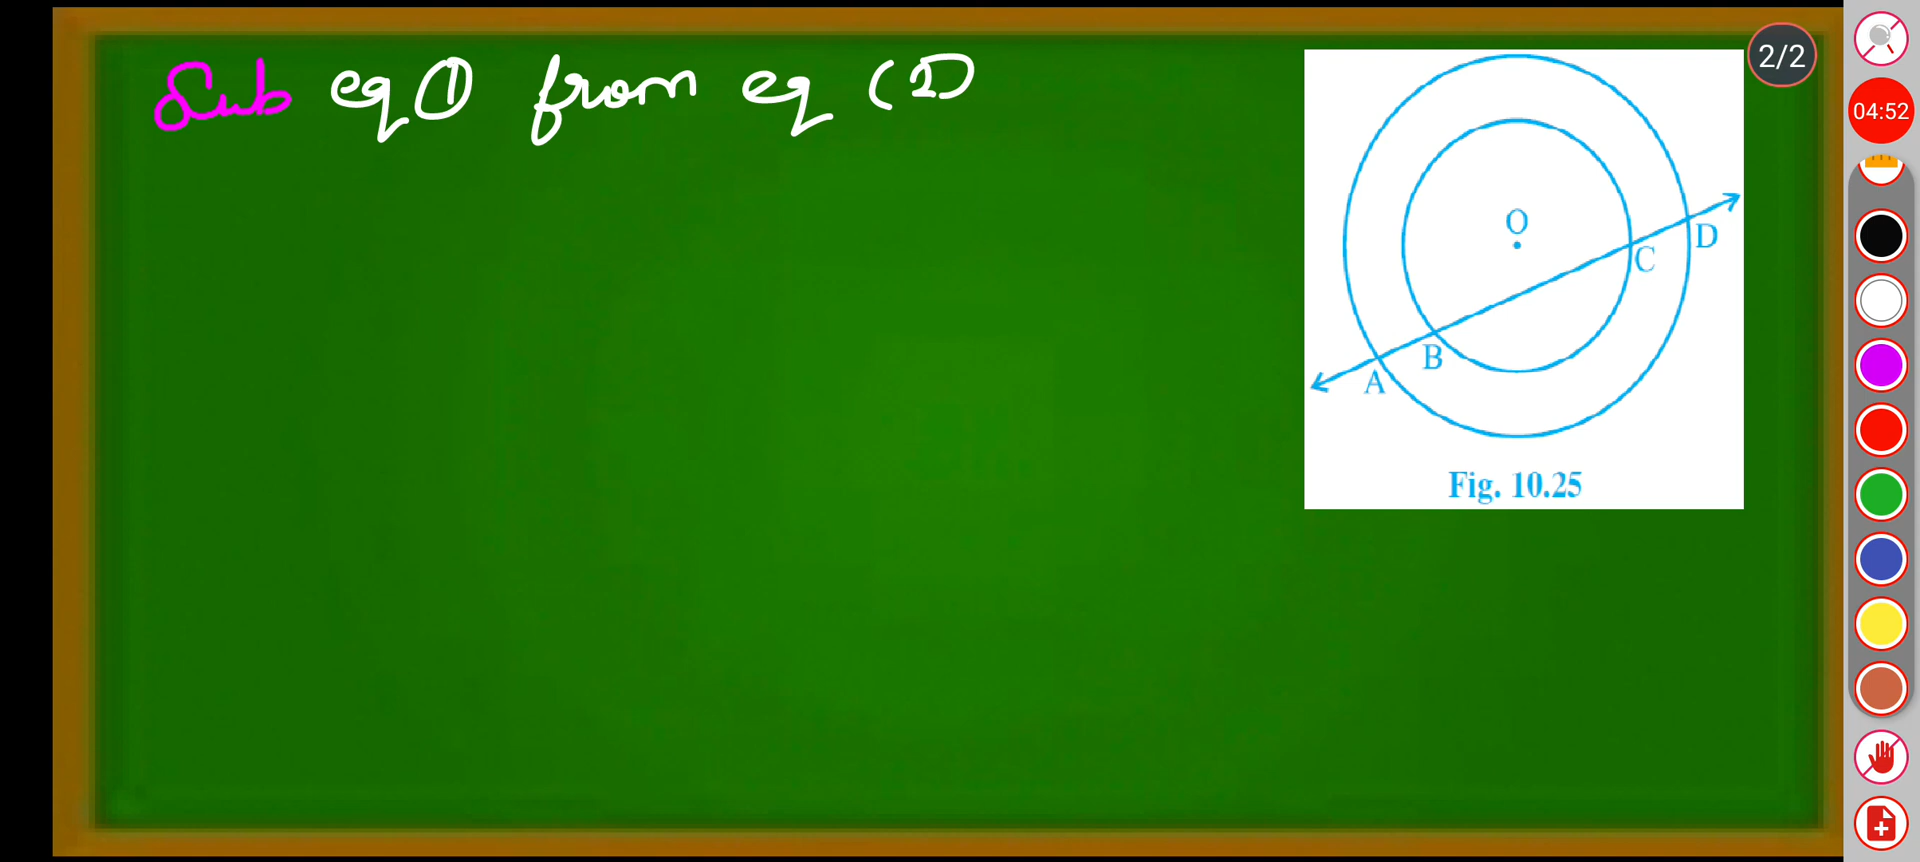 Sub eq ① from eq (2)
2/2
04:52
O
D
C
B
A
Fig. 10.25